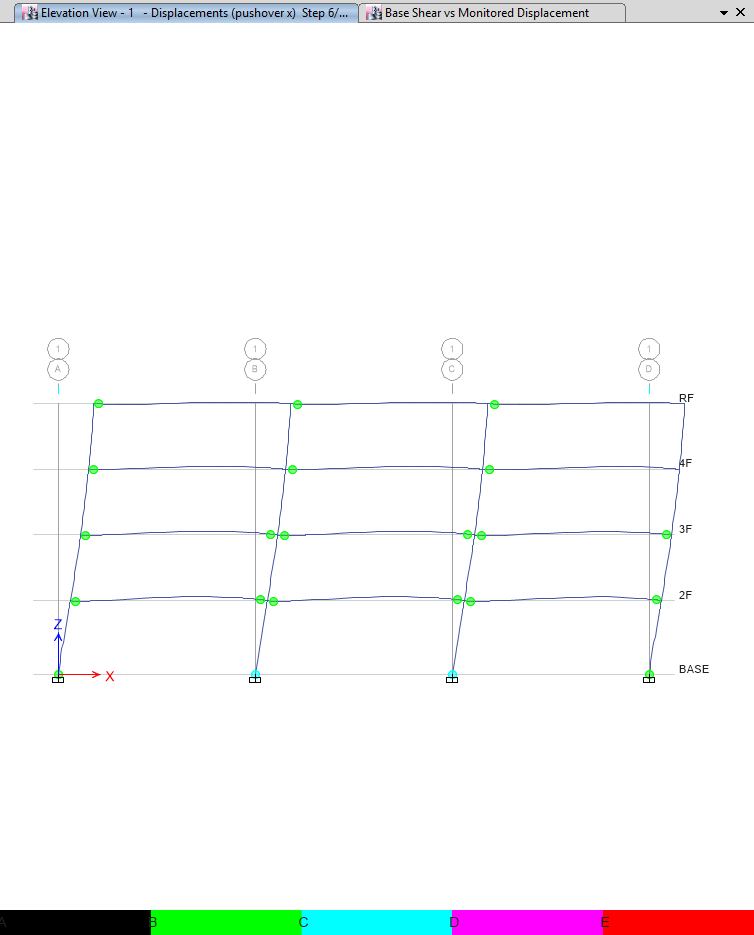 Elevation View - 1 - Displacements (pushover x) Step 6/...
Base Shear vs Monitored Displacement
1 1 1 1
A B C D
RF
4F
3F
2F
Z
X
BASE
A B C D E